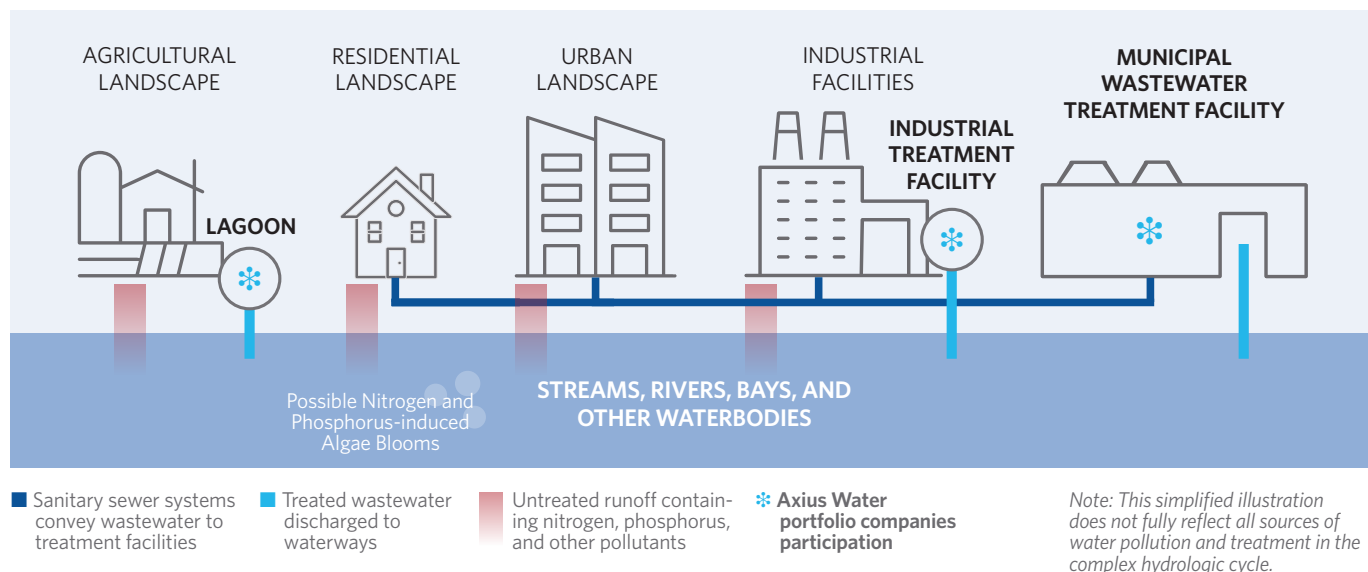 AGRICULTURAL
LANDSCAPE
RESIDENTIAL
LANDSCAPE
URBAN
LANDSCAPE
INDUSTRIAL
FACILITIES
MUNICIPAL
WASTEWATER
TREATMENT FACILITY
INDUSTRIAL
TREATMENT
FACILITY
LAGOON
Possible Nitrogen and
Phosphorus-induced
Algae Blooms
STREAMS, RIVERS, BAYS, AND
OTHER WATERBODIES
Sanitary sewer systems
convey wastewater to
treatment facilities
Treated wastewater
discharged to
waterways
Untreated runoff contain-
ing nitrogen, phosphorus,
and other pollutants
Axius Water
portfolio companies
participation
Note: This simplified illustration
does not fully reflect all sources of
water pollution and treatment in the
complex hydrologic cycle.